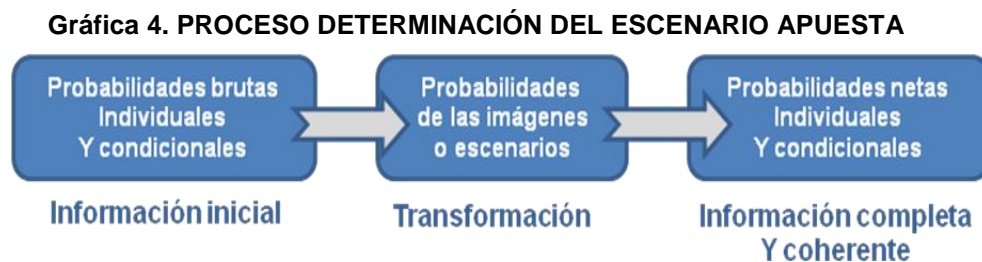 Gráfica 4. PROCESO DETERMINACIÓN DEL ESCENARIO APUESTA
Probabilidades brutas
Individuales
Y condicionales
Probabilidades
de las imágenes
o escenarios
Probabilidades netas
Individuales
Y condicionales
Información inicial
Transformación
Información completa
Y coherente